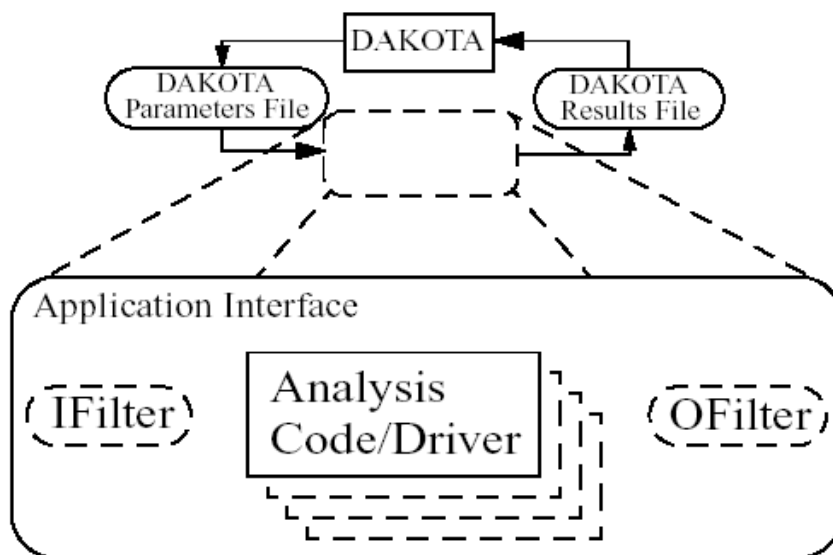 DAKOTA
DAKOTA
Parameters File
DAKOTA
Results File
Application Interface
IFilter
Analysis
Code/Driver
OFilter